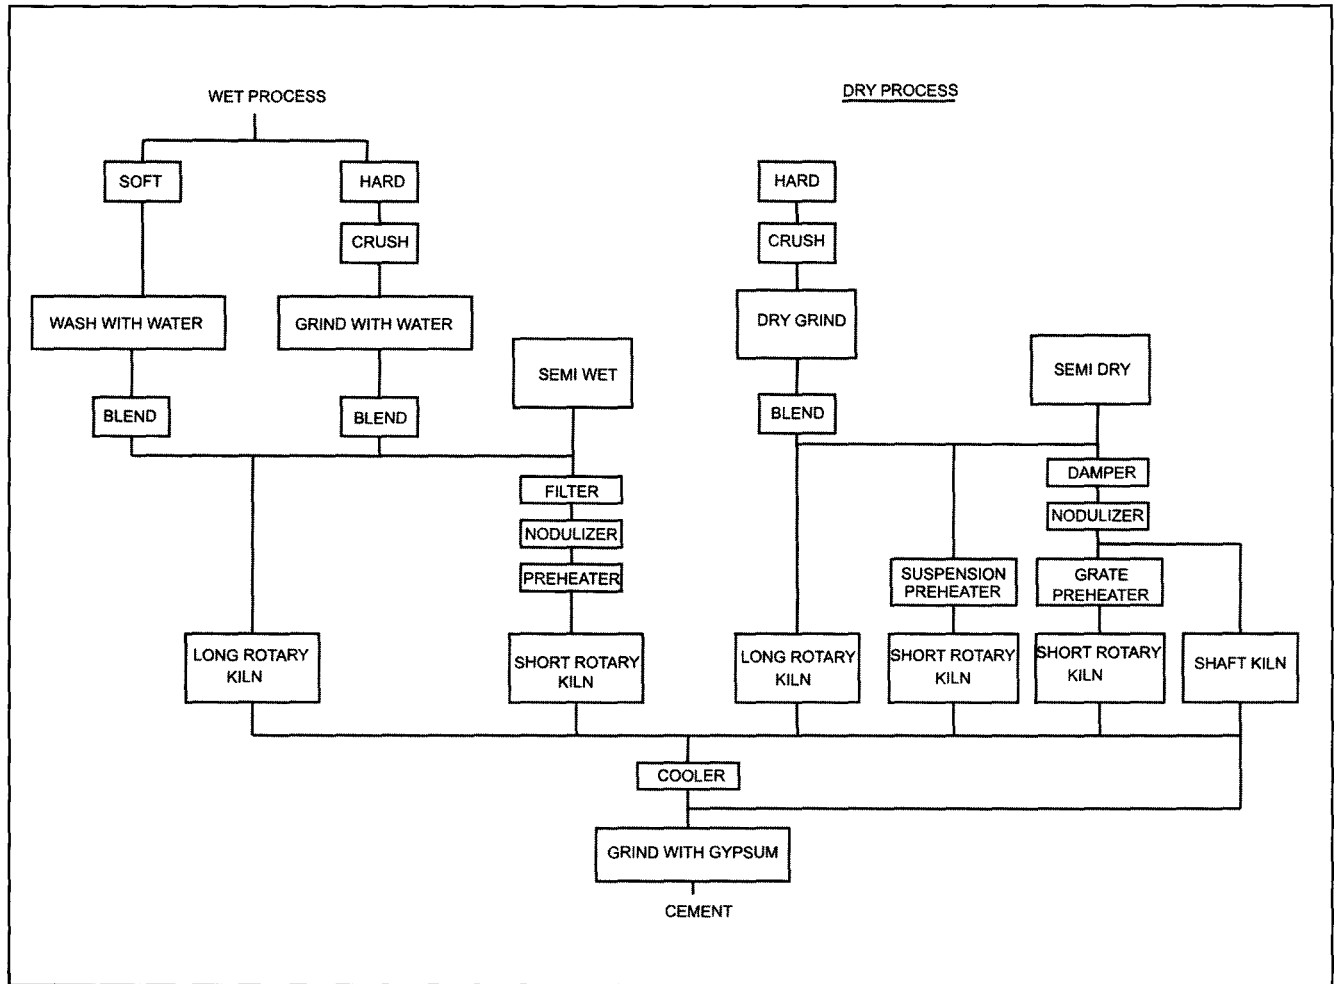 WET PROCESS
DRY PROCESS
SOFT
HARD
HARD
CRUSH
CRUSH
WASH WITH WATER
GRIND WITH WATER
DRY GRIND
SEMI WET
SEMI DRY
BLEND
BLEND
BLEND
FILTER
DAMPER
NODULIZER
NODULIZER
PREHEATER
SUSPENSION
PREHEATER
GRATE
PREHEATER
LONG ROTARY
KILN
SHORT ROTARY
KILN
LONG ROTARY
KILN
SHORT ROTARY
KILN
SHORT ROTARY
KILN
SHAFT KILN
COOLER
GRIND WITH GYPSUM
CEMENT